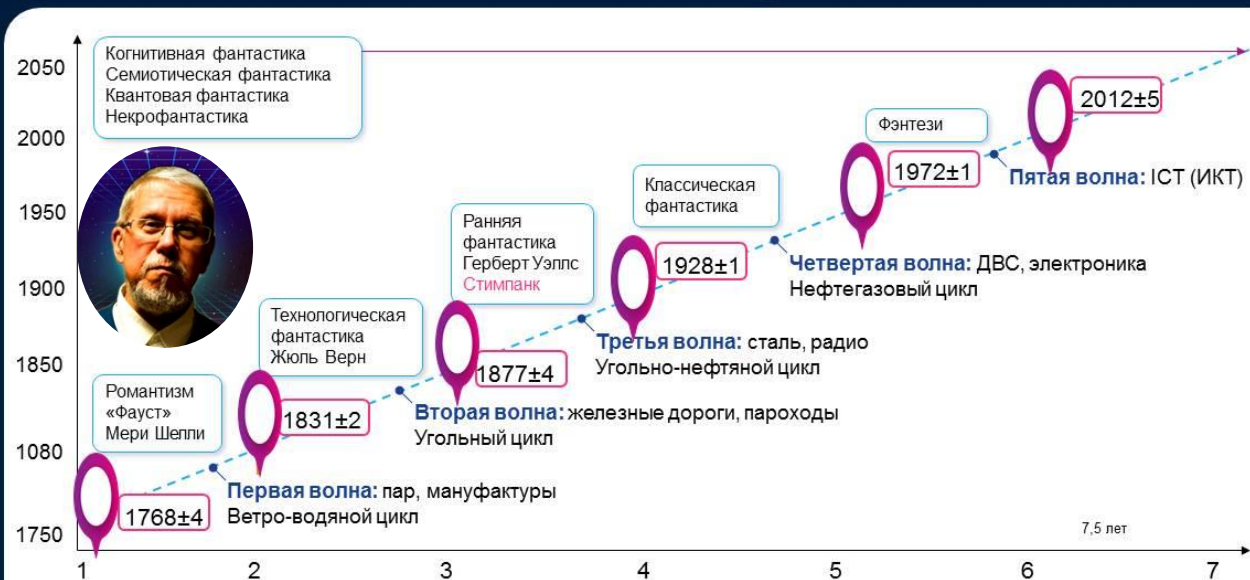 Когнитивная фантастика
Семиотическая фантастика
Квантовая фантастика
Некрофантастика
2050
2000
1950
1900
1850
1080
1750
Фэнтези
2012±5
1972±1
Пятая волна: ICT (ИКТ)
Классическая
фантастика
1928±1
Четвертая волна: ДВС, электроника
Нефтегазовый цикл
Ранняя
фантастика
Герберт Уэллс
Стимпанк
1877±4
Третья волна: сталь, радио
Угольно-нефтяной цикл
Технологическая
фантастика
Жюль Верн
1831±2
Вторая волна: железные дороги, пароходы
Угольный цикл
Романтизм
«Фауст»
Мери Шелли
1768±4
Первая волна: пар, мануфактуры
Ветро-водяной цикл
7,5 лет
1 2 3 4 5 6 7